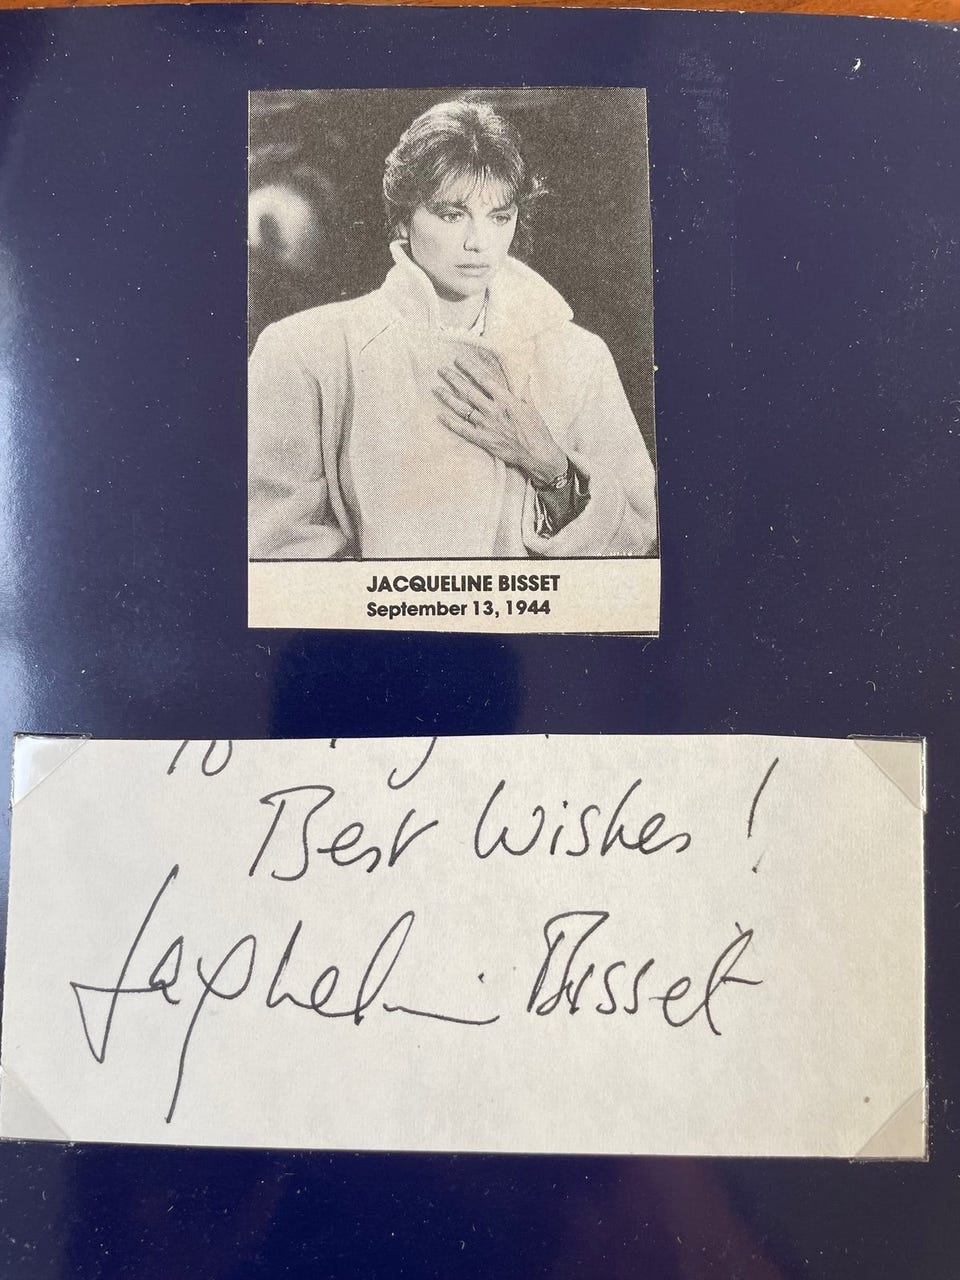 JACQUELINE BISSET
September 13, 1944
Best Wishes!
Jacqueline Bisset